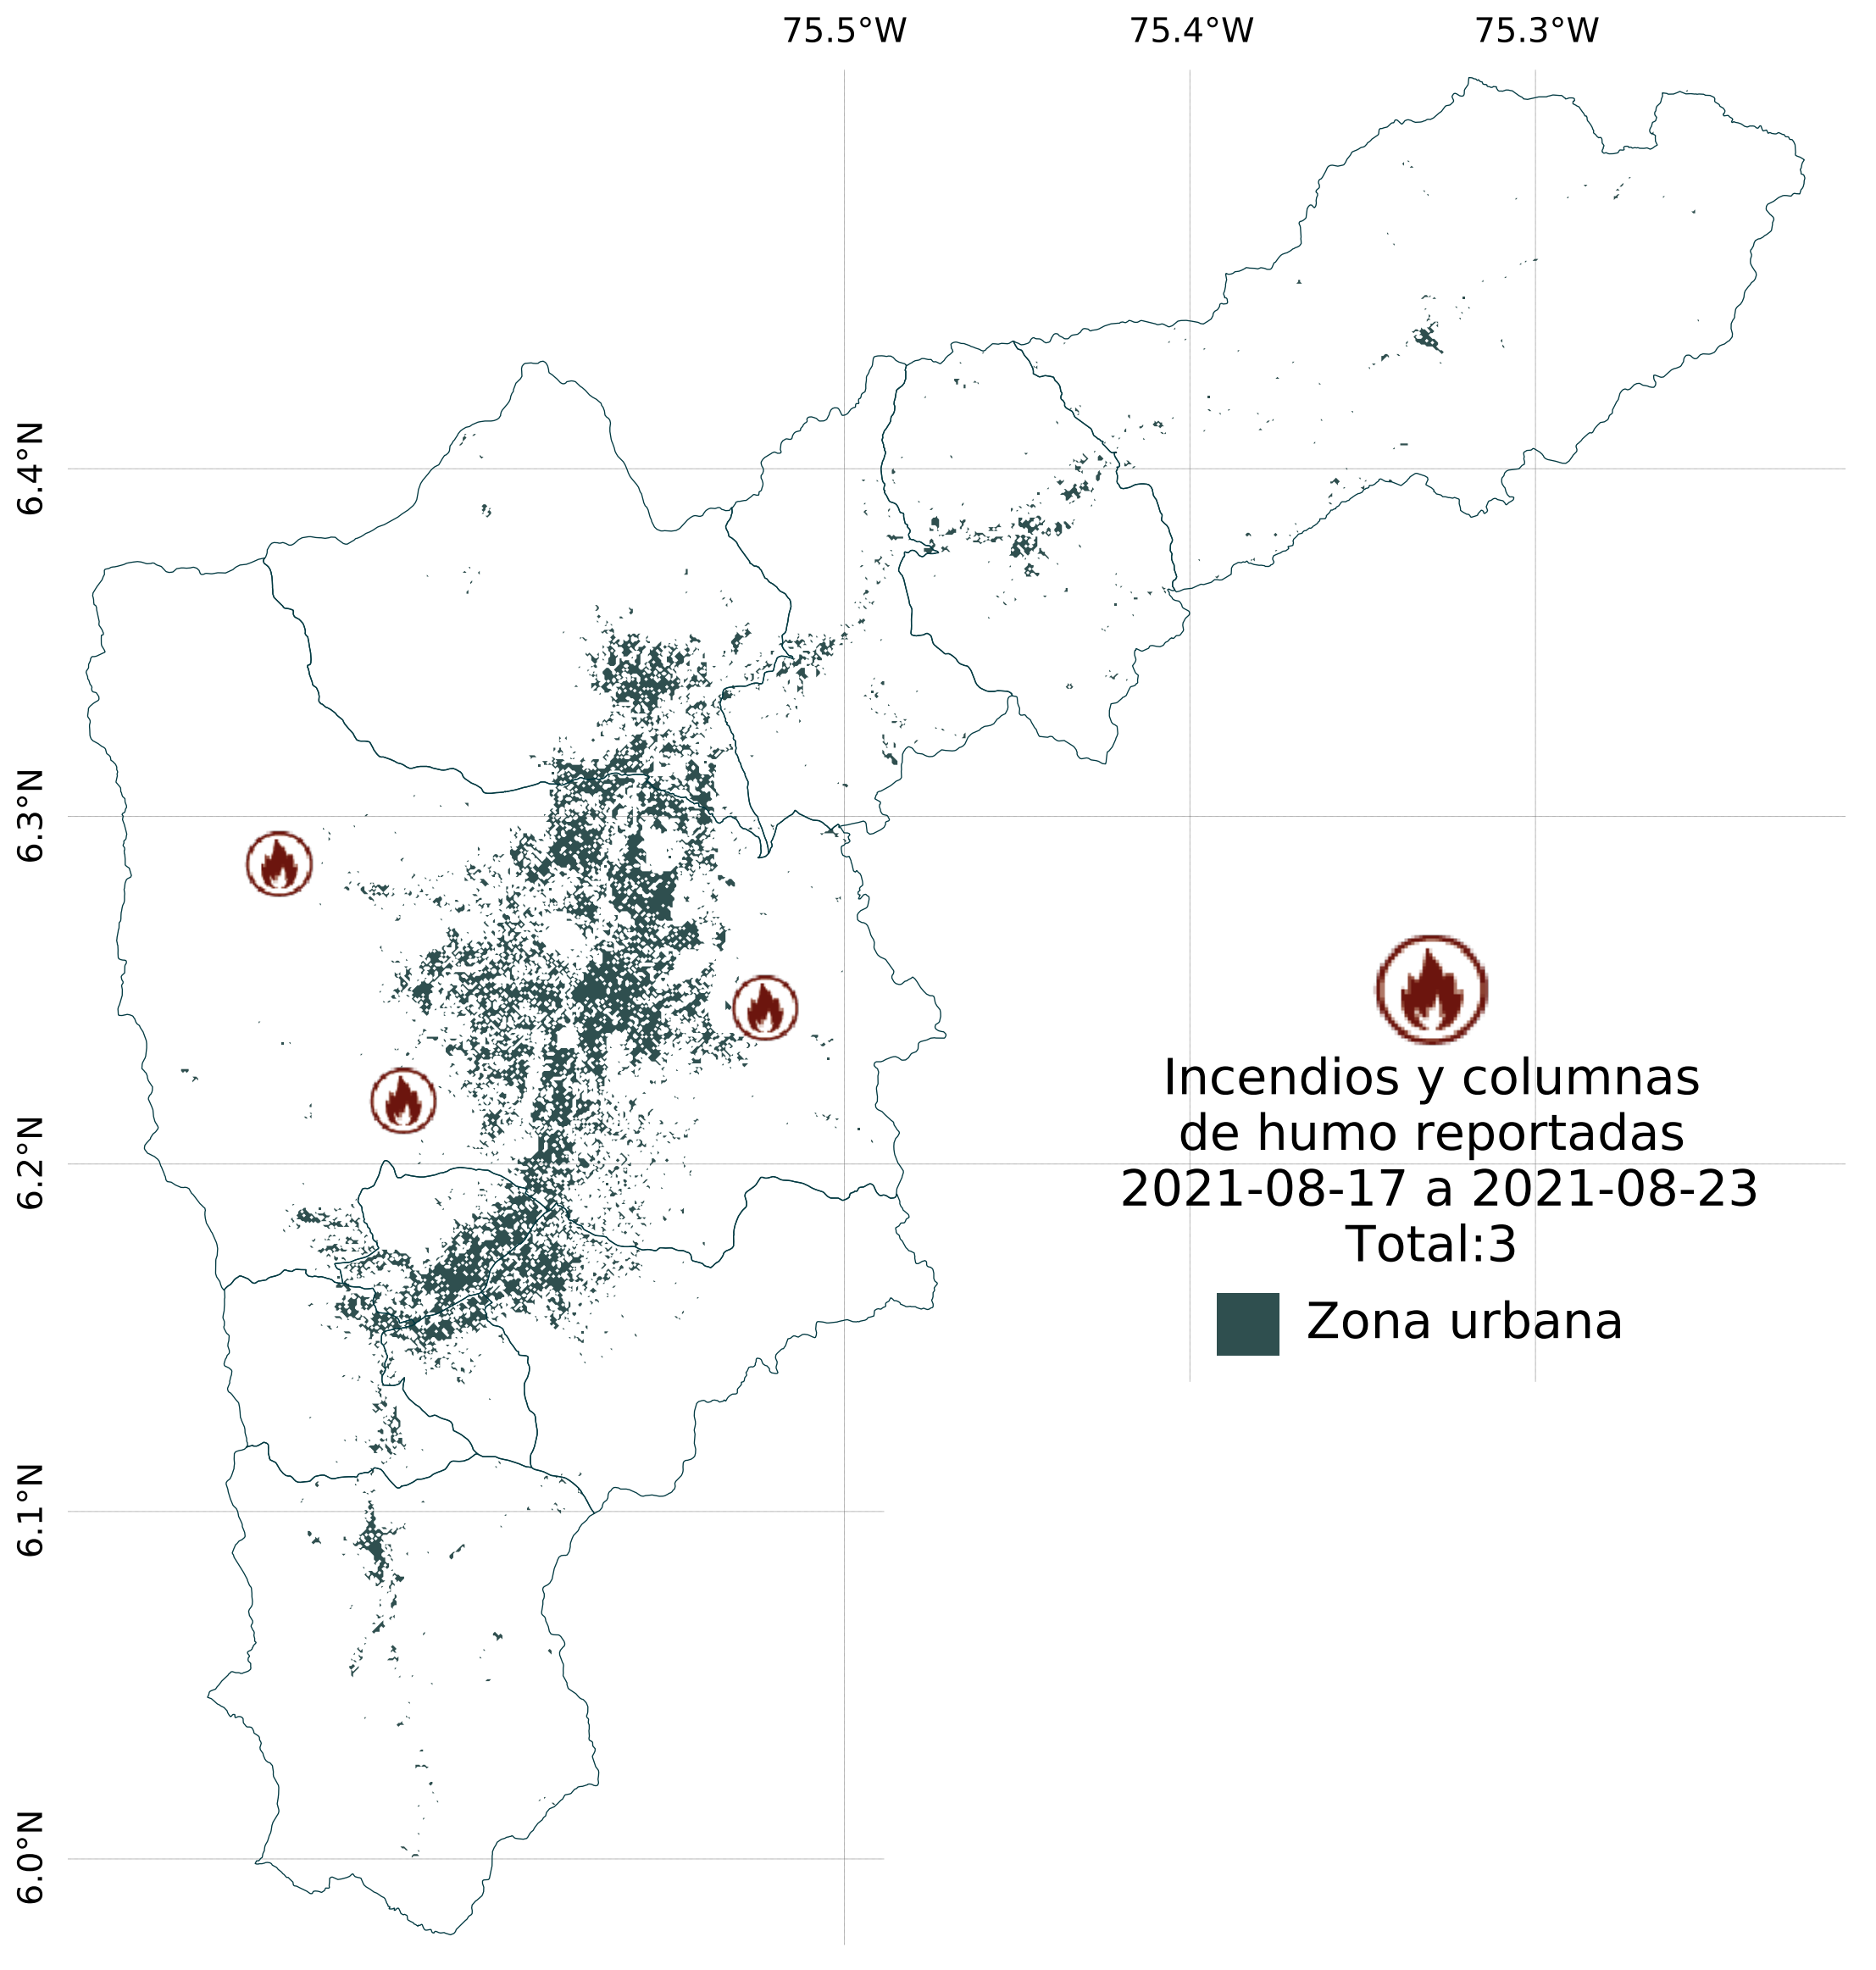 75.5°W
75.4°W
75.3°W
6.4°N
6.3°N
6.2°N
6.1°N
6.0°N
Incendios y columnas
de humo reportadas
2021-08-17 a 2021-08-23
Total:3
Zona urbana